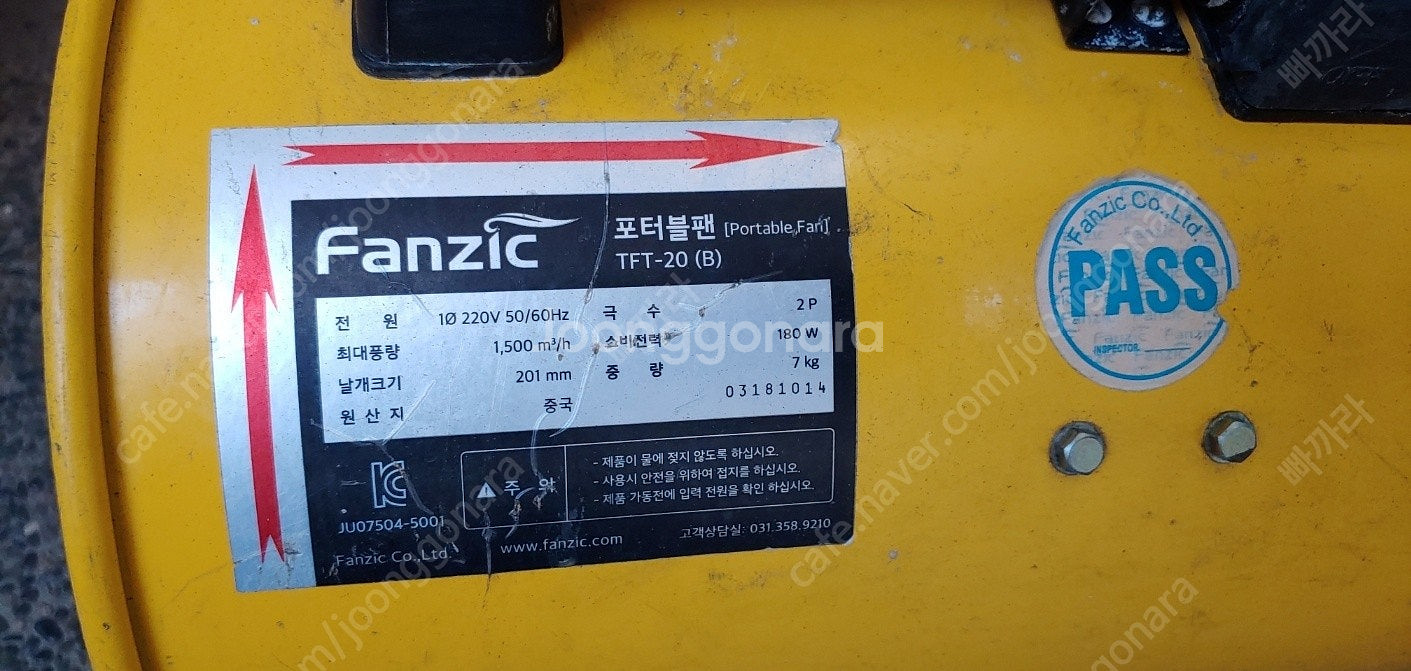 Fanzic
포터블팬 [Portable Fan]
TFT-20 (B)
전 원 1Ø 220V 50/60Hz 극 수 2 P
최대풍량 1,500 m³/h 소비전력 180 W
날개크기 201 mm 중 량 7 kg
원 산 지 중국 03181014
JU07504-5001
주 의
- 제품이 물에 젖지 않도록 하십시오.
- 사용시 안전을 위하여 접지를 하십시오.
- 제품 가동전에 입력 전원을 확인 하십시오.
Fanzic Co.,Ltd. www.fanzic.com 고객상담실: 031.358.9210
Fanzic Co.,Ltd
PASS
INSPECTOR
OFF
joonggonara
cafe.naver.com/joonggonara
빠까라